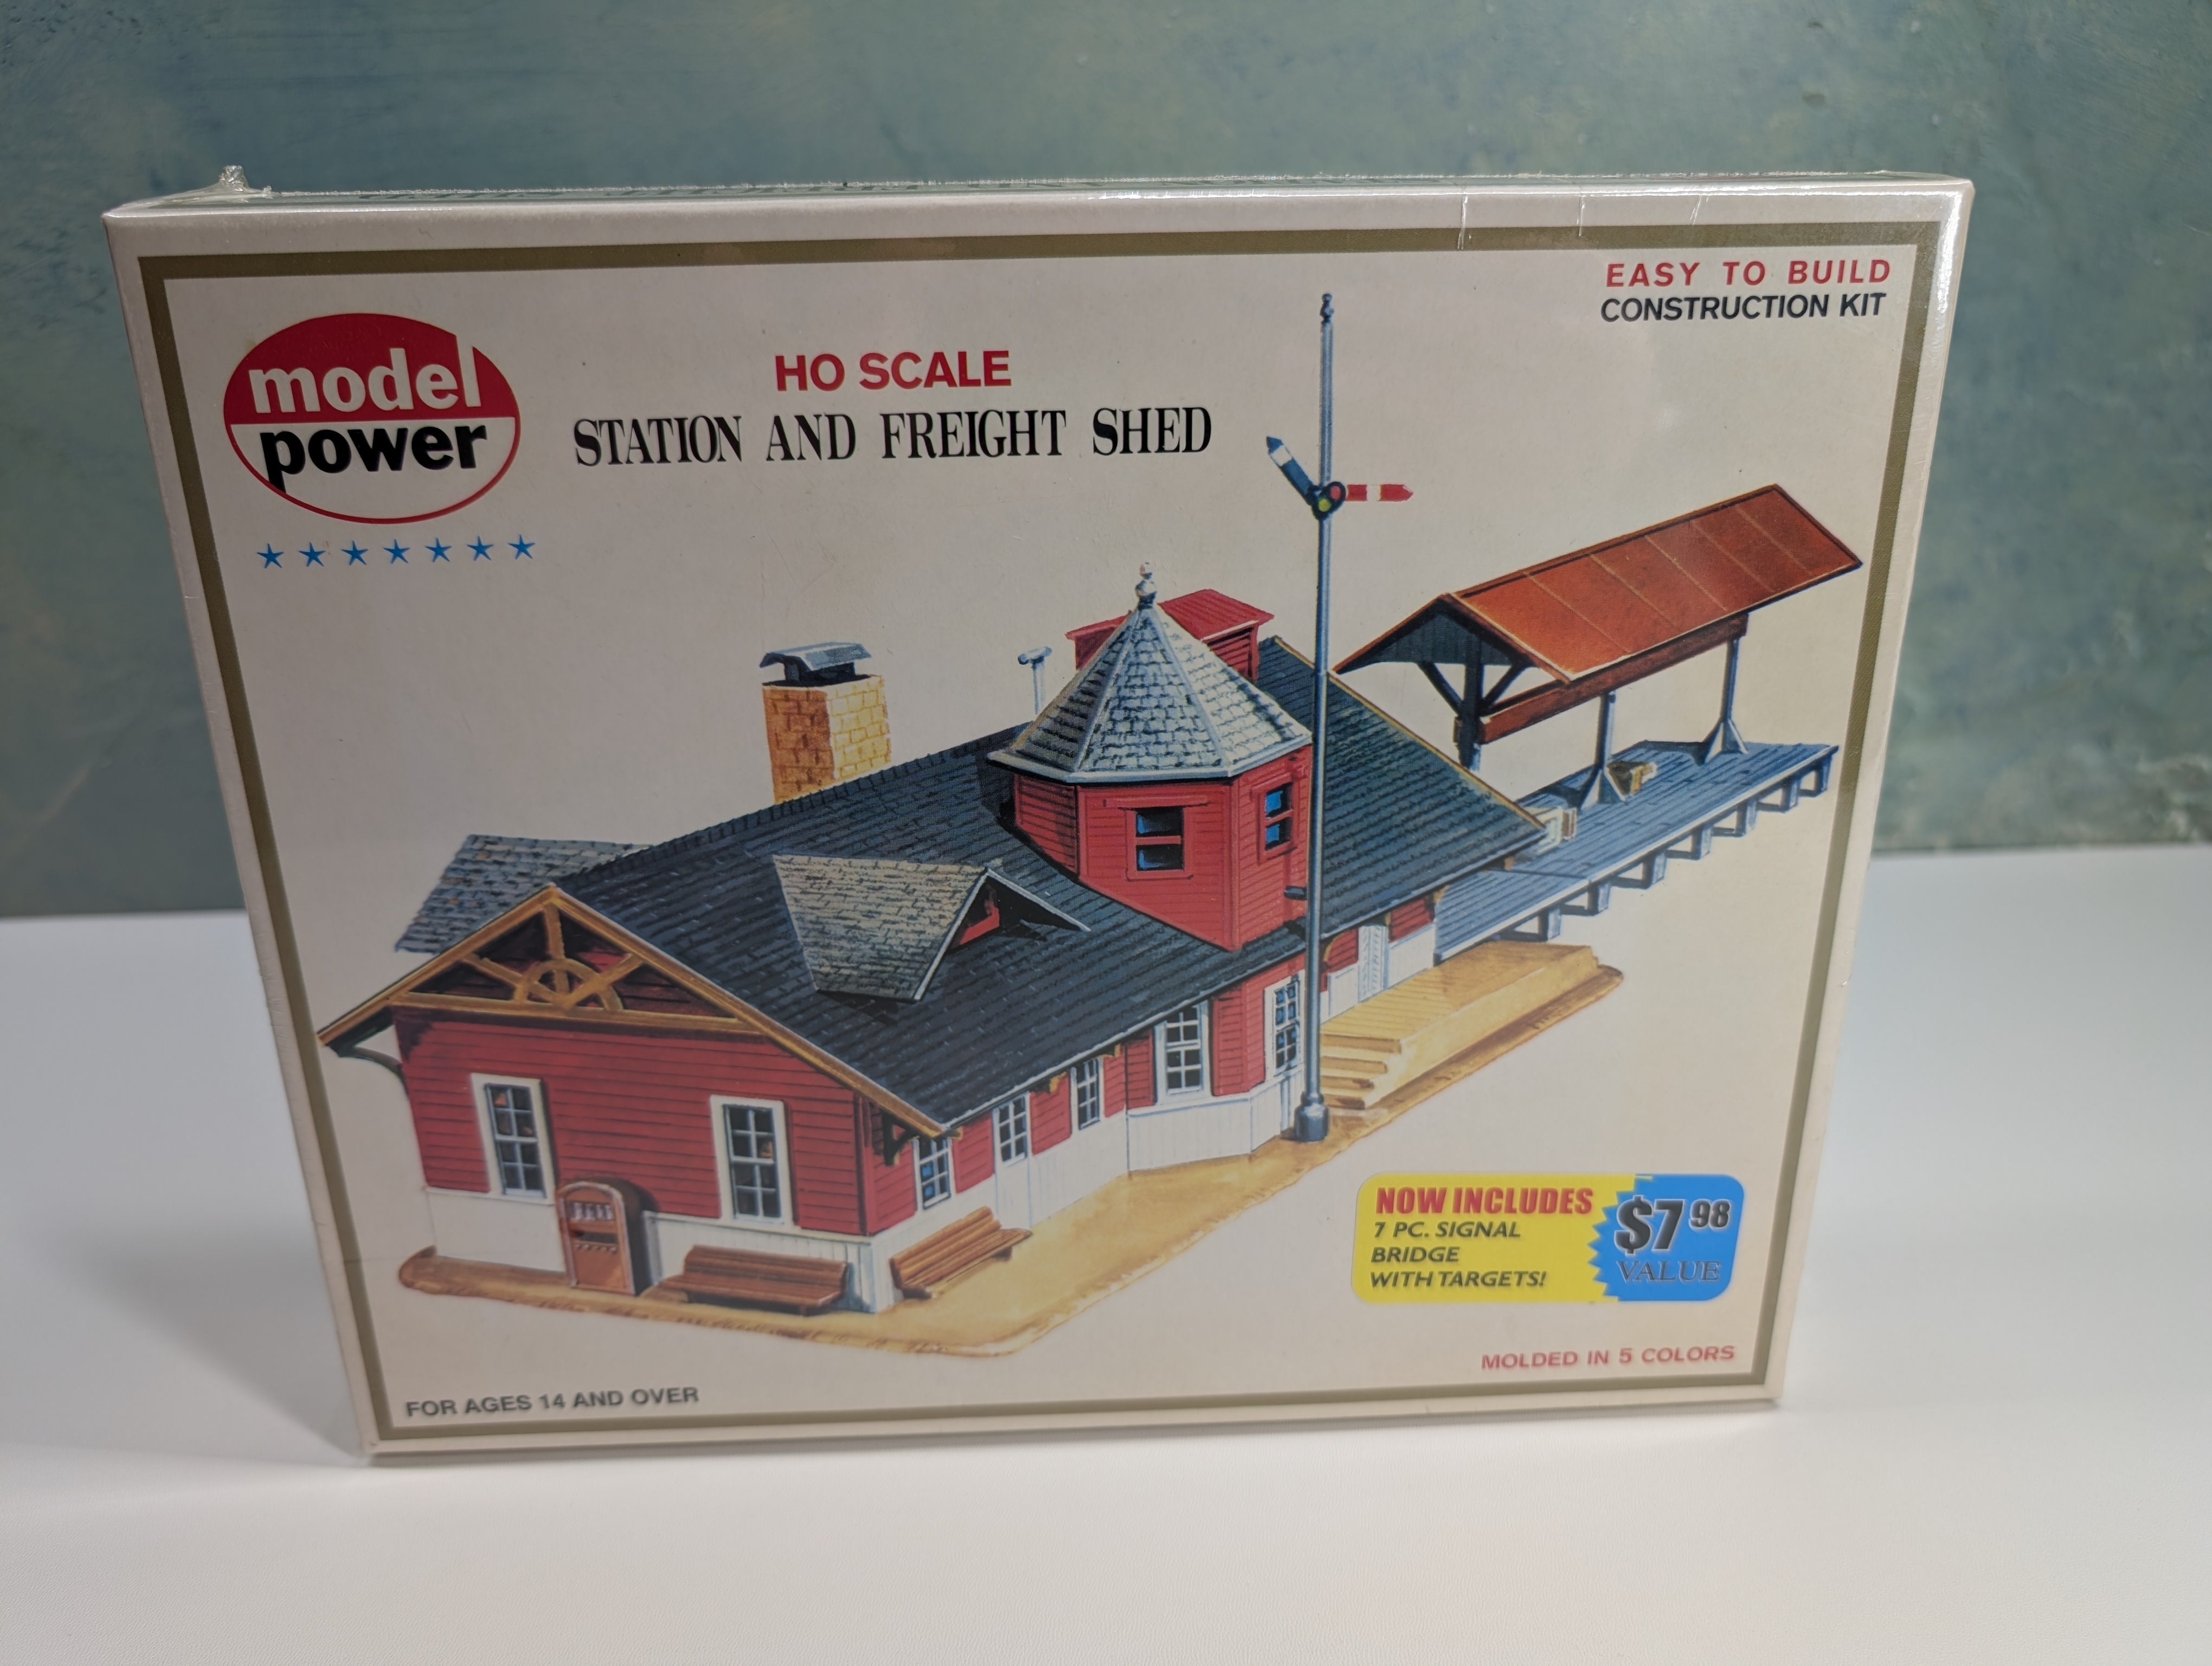 EASY TO BUILD
CONSTRUCTION KIT
model
power
HO SCALE
STATION AND FREIGHT SHED
NOW INCLUDES
7 PC. SIGNAL
BRIDGE
WITH TARGETS!
$7.98
VALUE
MOLDED IN 5 COLORS
FOR AGES 14 AND OVER